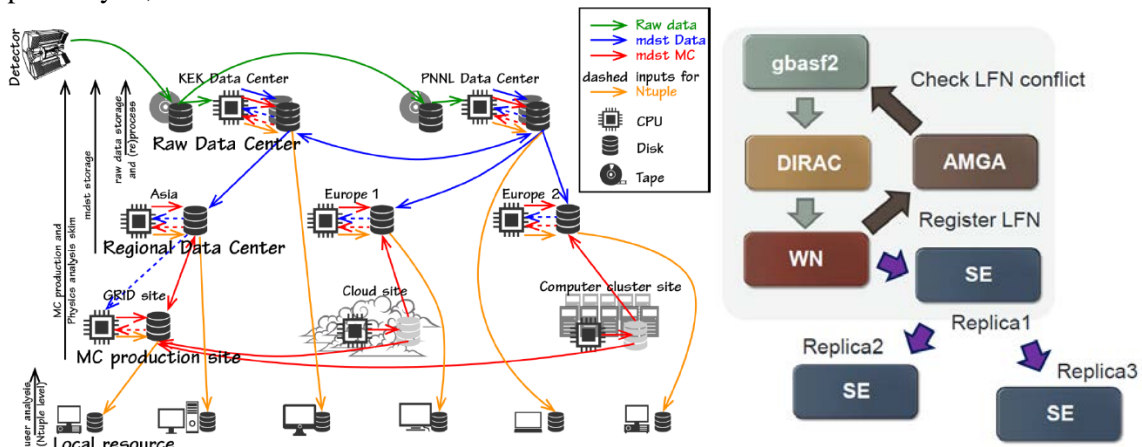 Detector
KEK Data Center
PNNL Data Center
Raw Data Center
Raw data
mdst Data
mdst MC
dashed inputs for
Ntuple
CPU
Disk
Tape
raw data storage
and (re)process
mdst storage
MC production and
Physics analysis skim
Asia
Europe 1
Europe 2
Regional Data Center
GRID site
Cloud site
Computer cluster site
MC production site
user analysis
(Ntuple level)
Local resource
gbasf2
Check LFN conflict
DIRAC
AMGA
Register LFN
WN
SE
Replica1
Replica2
SE
Replica3
SE